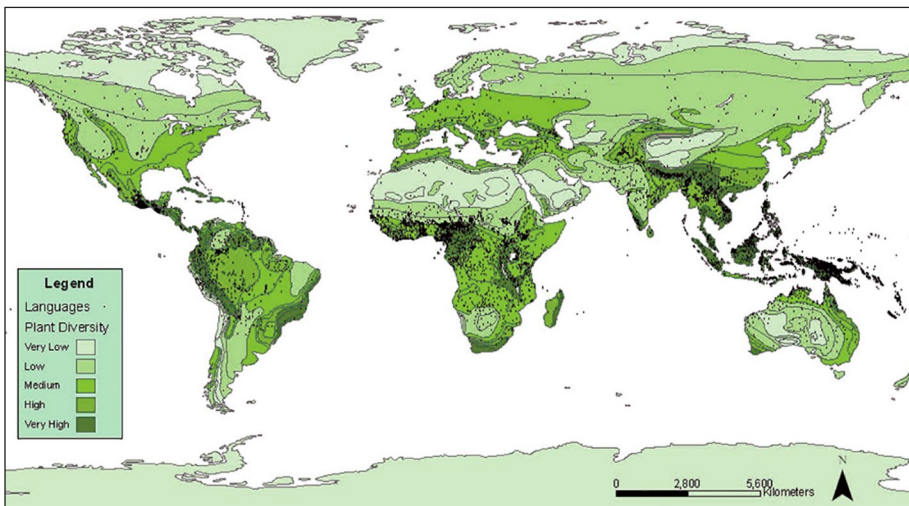 Legend
Languages
Plant Diversity
Very Low
Low
Medium
High
Very High
N
0 2,800 5,600
Kilometers